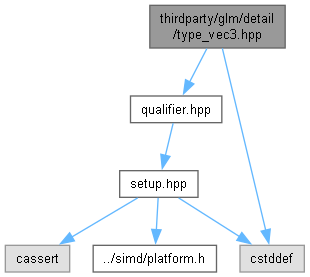 thirdparty/glm/detail
/type_vec3.hpp
qualifier.hpp
setup.hpp
cassert
../simd/platform.h
cstddef